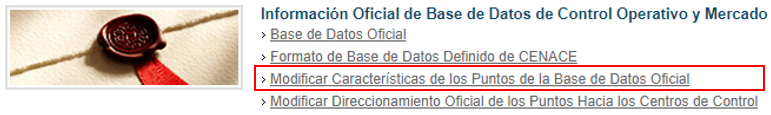 Información Oficial de Base de Datos de Control Operativo y Mercado
› Base de Datos Oficial
› Formato de Base de Datos Definido de CENACE
› Modificar Características de los Puntos de la Base de Datos Oficial
› Modificar Direccionamiento Oficial de los Puntos Hacia los Centros de Control